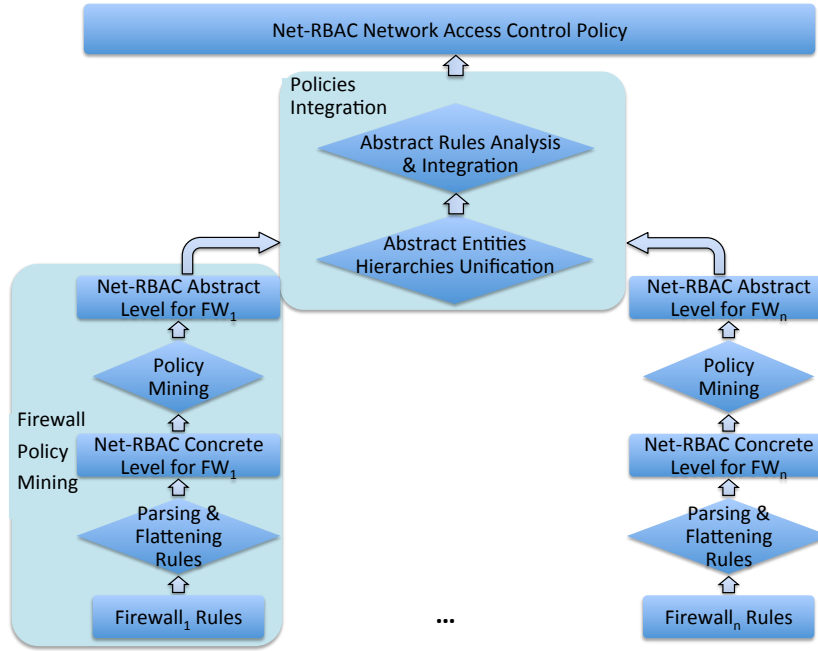 Net-RBAC Network Access Control Policy
Policies
Integration
Abstract Rules Analysis
& Integration
Abstract Entities
Hierarchies Unification
Net-RBAC Abstract
Level for FW₁
Policy
Mining
Firewall
Policy
Mining
Net-RBAC Concrete
Level for FW₁
Parsing &
Flattening
Rules
Firewall₁ Rules
...
Net-RBAC Abstract
Level for FWₙ
Policy
Mining
Net-RBAC Concrete
Level for FWₙ
Parsing &
Flattening
Rules
Firewallₙ Rules